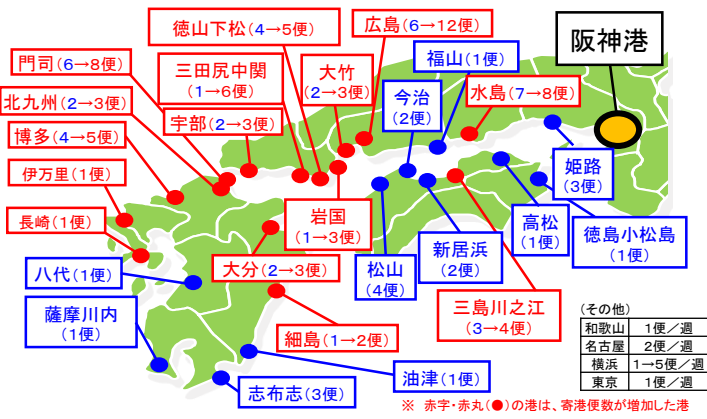 徳山下松(4→5便)
広島(6→12便)
阪神港
門司(6→8便)
三田尻中関
(1→6便)
大竹
(2→3便)
福山(1便)
水島(7→8便)
北九州(2→3便)
宇部(2→3便)
今治
(2便)
博多(4→5便)
伊万里(1便)
長崎(1便)
姫路
(3便)
岩国
(1→3便)
高松
(1便)
徳島小松島
(1便)
新居浜
(2便)
八代(1便)
大分(2→3便)
松山
(4便)
薩摩川内
(1便)
三島川之江
(3→4便)
細島(1→2便)
油津(1便)
志布志(3便)
(その他)
和歌山 1便/週
名古屋 2便/週
横浜 1→5便/週
東京 1便/週
※ 赤字・赤丸(●)の港は、寄港便数が増加した港